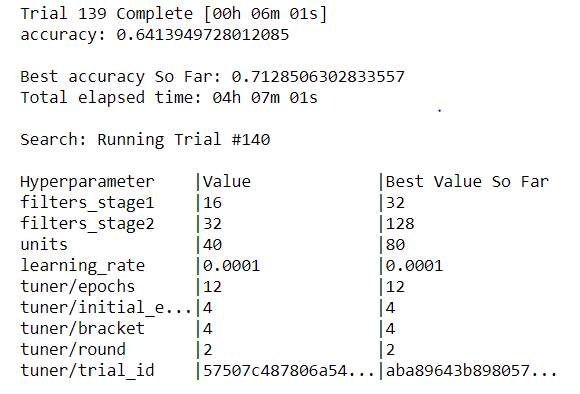 Trial 139 Complete [00h 06m 01s]
accuracy: 0.6413949728012085
Best accuracy So Far: 0.7128506302833557
Total elapsed time: 04h 07m 01s
Search: Running Trial #140
Hyperparameter    |Value             |Best Value So Far
filters_stage1    |16                |32
filters_stage2    |32                |128
units             |40                |80
learning_rate     |0.0001            |0.0001
tuner/epochs      |12                |12
tuner/initial_e...|4                 |4
tuner/bracket     |4                 |4
tuner/round       |2                 |2
tuner/trial_id    |57507c487806a54...|aba89643b898057...